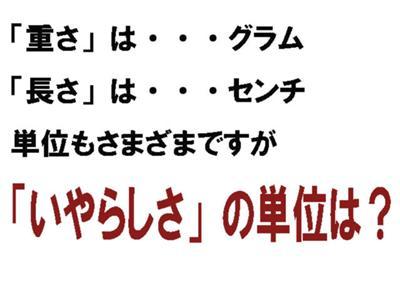 「重さ」は・・・グラム
「長さ」は・・・センチ
単位もさまざまですが
「いやらしさ」の単位は？